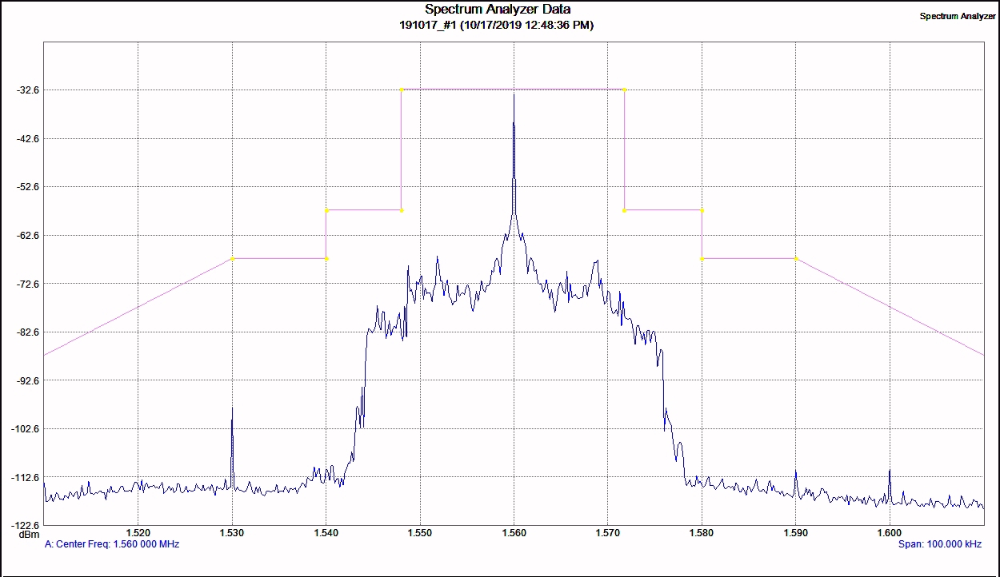 Spectrum Analyzer Data
191017_#1 (10/17/2019 12:48:36 PM)
Spectrum Analyzer
-32.6
-42.6
-52.6
-62.6
-72.6
-82.6
-92.6
-102.6
-112.6
-122.6
dBm
1.520 1.530 1.540 1.550 1.560 1.570 1.580 1.590 1.600
A: Center Freq: 1.560 000 MHz
Span: 100.000 kHz